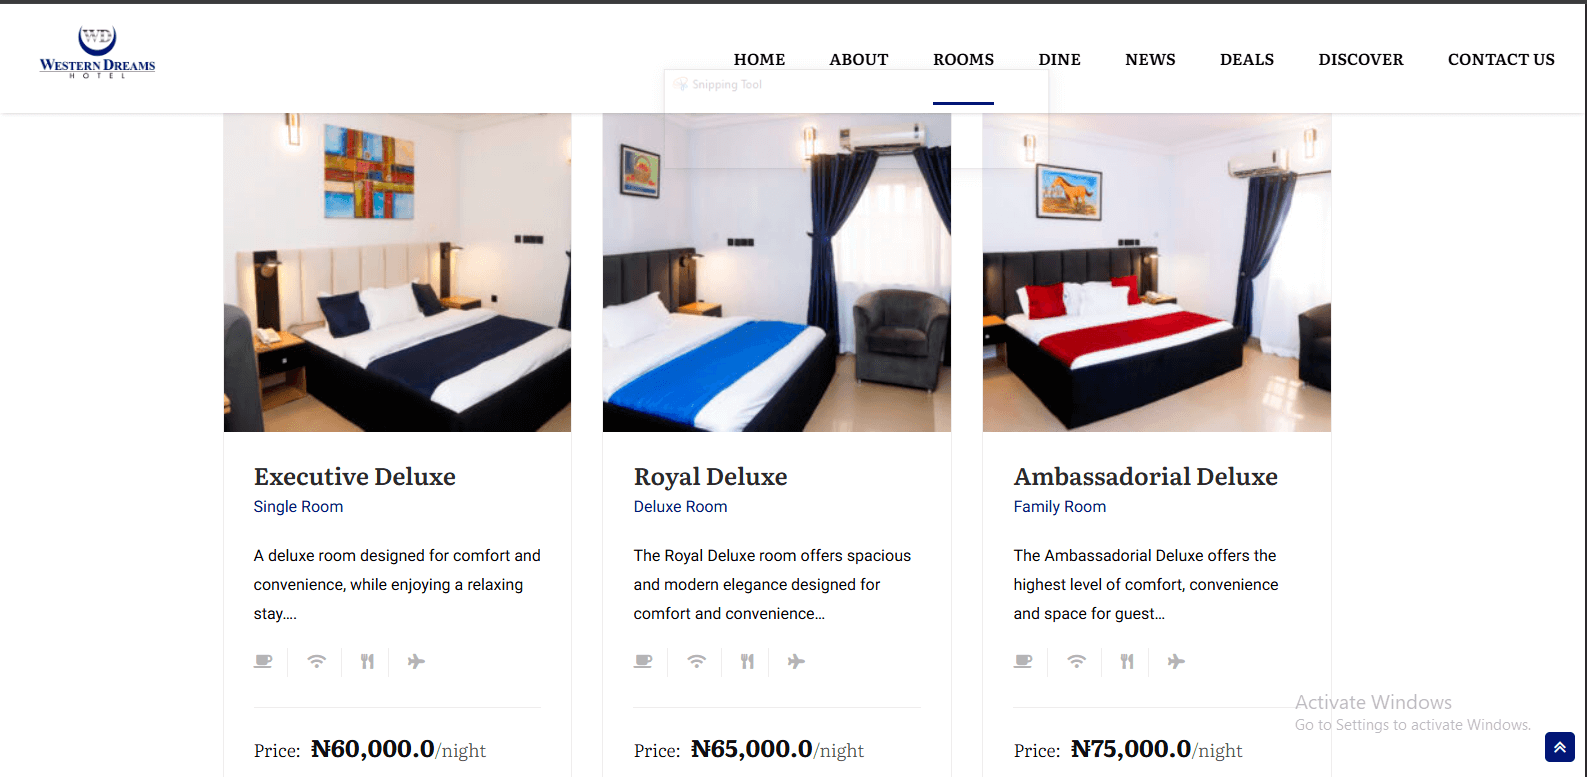 WD
WESTERN DREAMS
HOTEL
HOME ABOUT ROOMS DINE NEWS DEALS DISCOVER CONTACT US
Snipping Tool
Executive Deluxe
Single Room
A deluxe room designed for comfort and
convenience, while enjoying a relaxing
stay....
Price: ₦60,000.0/night
Royal Deluxe
Deluxe Room
The Royal Deluxe room offers spacious
and modern elegance designed for
comfort and convenience...
Price: ₦65,000.0/night
Ambassadorial Deluxe
Family Room
The Ambassadorial Deluxe offers the
highest level of comfort, convenience
and space for guest...
Price: ₦75,000.0/night
Activate Windows
Go to Settings to activate Windows.